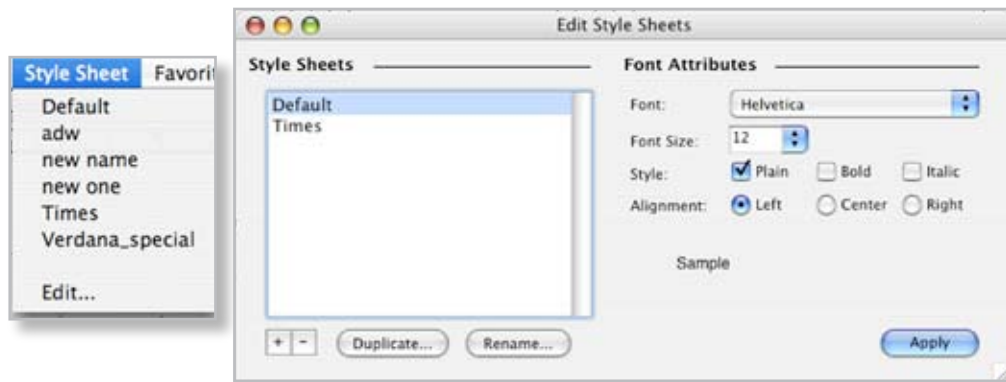 Style Sheet Favorit
Default
adw
new name
new one
Times
Verdana_special
Edit...
Edit Style Sheets
Style Sheets
Default
Times
+ - Duplicate... Rename...
Font Attributes
Font: Helvetica
Font Size: 12
Style: Plain Bold Italic
Alignment: Left Center Right
Sample
Apply